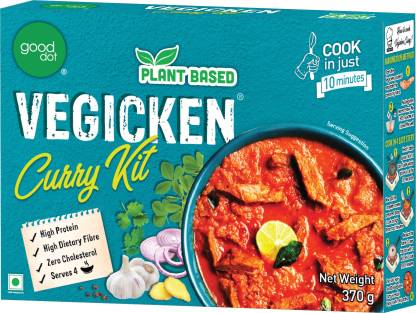 good
dot
®
PLANT BASED
COOK
in just
10 minutes
VEGICKEN®
Curry Kit
Serving Suggestion
High Protein
High Dietary Fibre
Zero Cholesterol
Serves 4
Net Weight
370 g